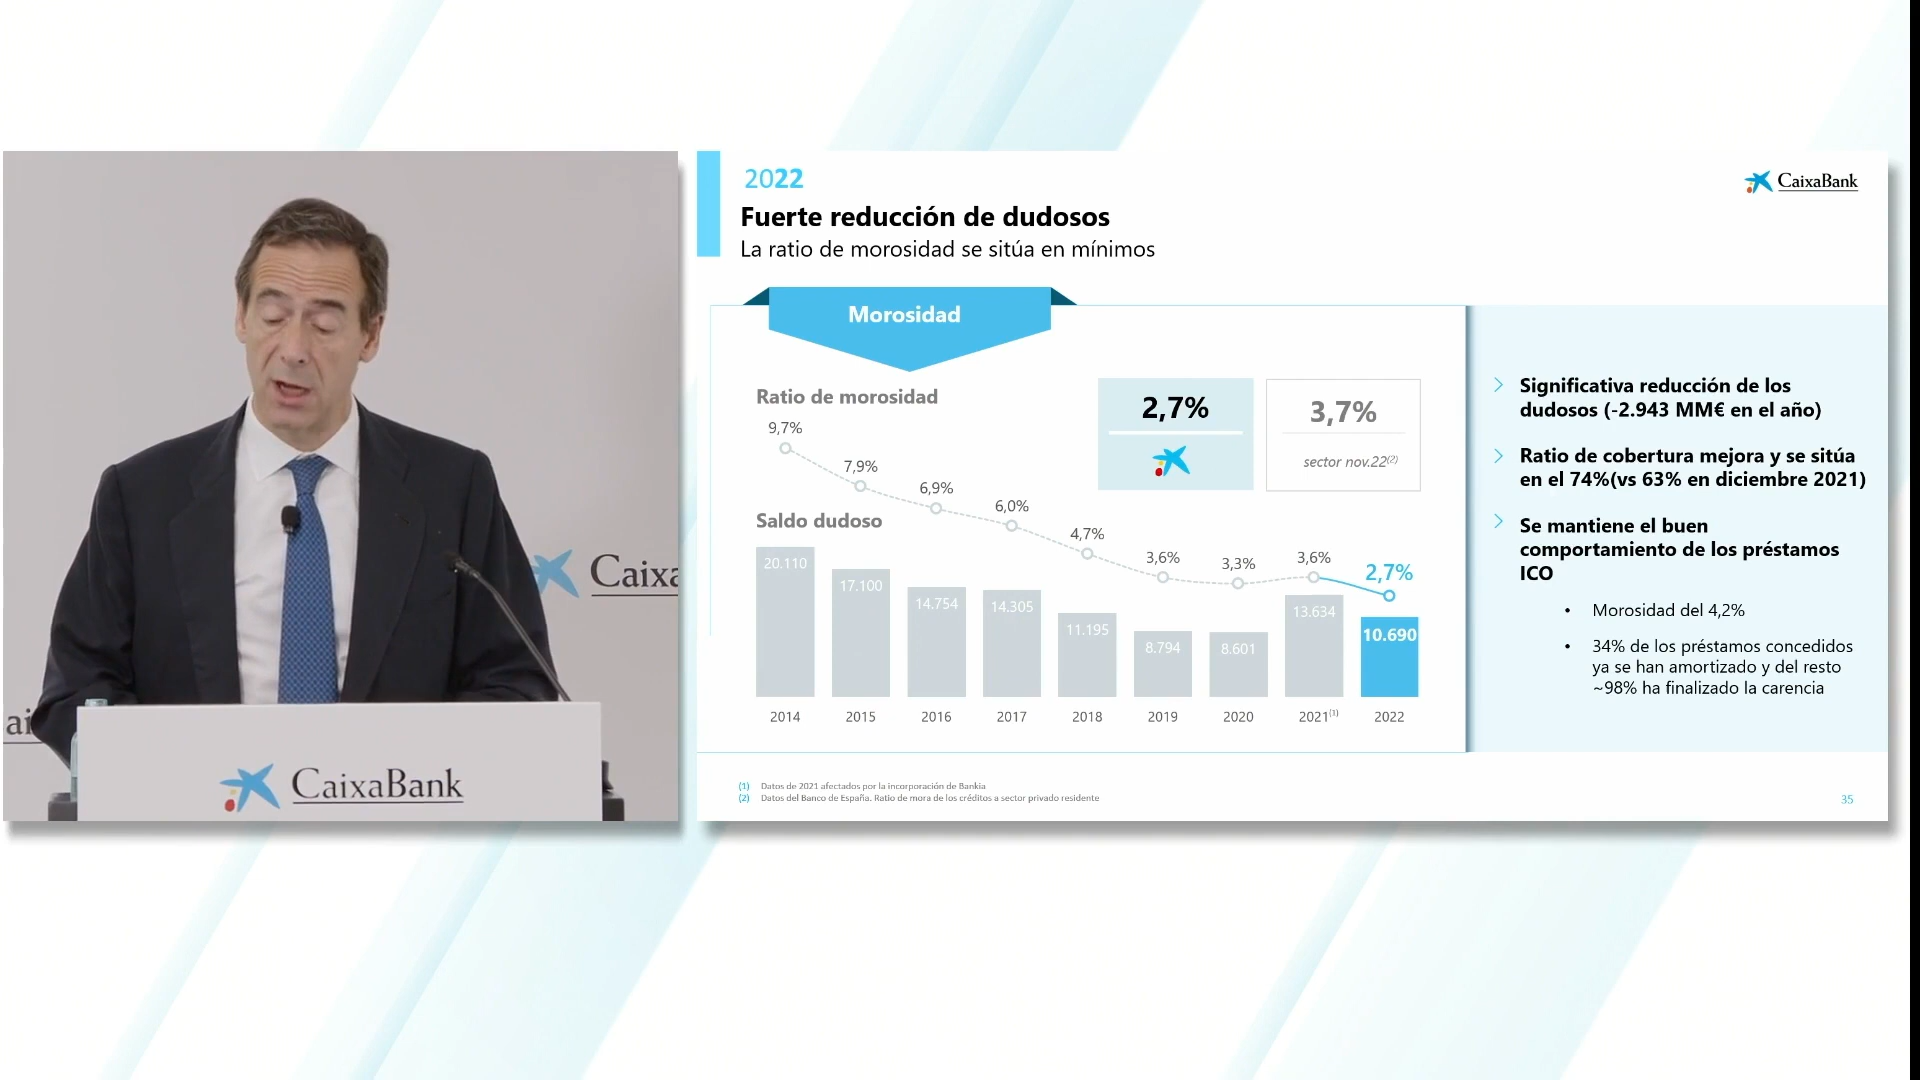 2022
Fuerte reducción de dudosos
La ratio de morosidad se sitúa en mínimos
CaixaBank
Morosidad
Ratio de morosidad
9,7%
7,9%
6,9%
6,0%
4,7%
3,6%
3,3%
3,6%
2,7%
2,7%
3,7%
sector nov.22(2)
Saldo dudoso
20.110
17.100
14.754
14.305
11.195
8.794
8.601
13.634
10.690
2014
2015
2016
2017
2018
2019
2020
2021(1)
2022
Significativa reducción de los
dudosos (-2.943 MM€ en el año)
Ratio de cobertura mejora y se sitúa
en el 74%(vs 63% en diciembre 2021)
Se mantiene el buen
comportamiento de los préstamos
ICO
• Morosidad del 4,2%
• 34% de los préstamos concedidos
ya se han amortizado y del resto
~98% ha finalizado la carencia
(1) Datos de 2021 afectados por la incorporación de Bankia
(2) Datos del Banco de España. Ratio de mora de los créditos a sector privado residente
35
Caixa
ai
CaixaBank